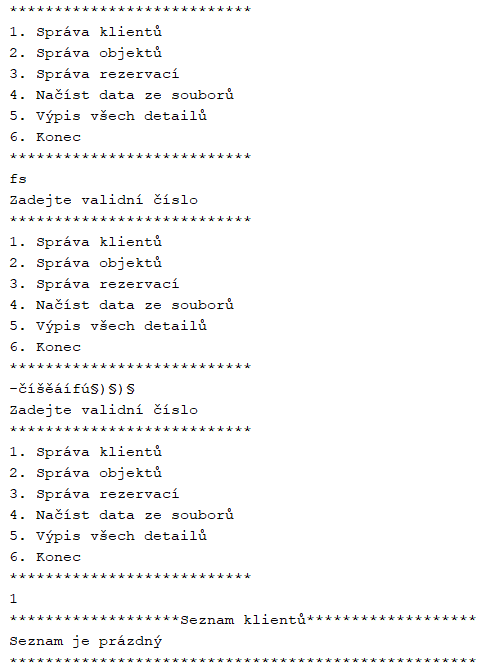 ***************************
1. Správa klientů
2. Správa objektů
3. Správa rezervací
4. Načíst data ze souborů
5. Výpis všech detailů
6. Konec
***************************
fs
Zadejte validní číslo
***************************
1. Správa klientů
2. Správa objektů
3. Správa rezervací
4. Načíst data ze souborů
5. Výpis všech detailů
6. Konec
***************************
-číšěáífú§)§)§
Zadejte validní číslo
***************************
1. Správa klientů
2. Správa objektů
3. Správa rezervací
4. Načíst data ze souborů
5. Výpis všech detailů
6. Konec
***************************
1
*******************Seznam klientů*******************
Seznam je prázdný
****************************************************